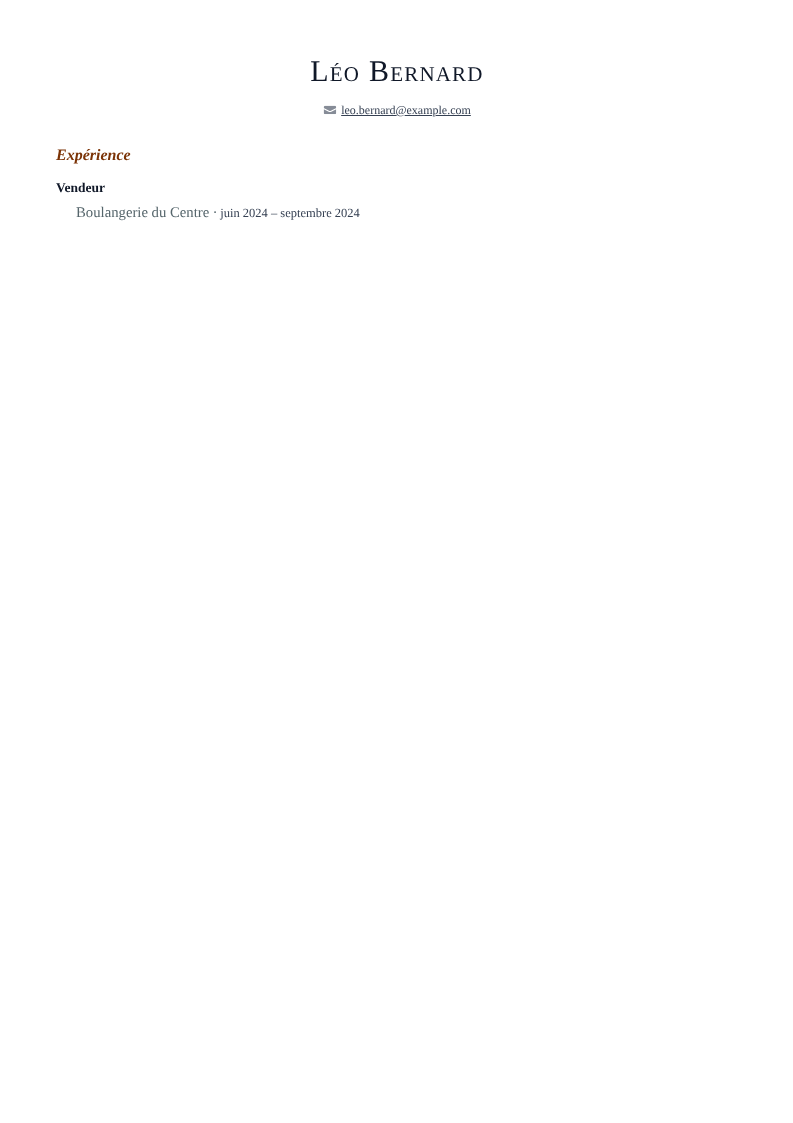 Léo Bernard
leo.bernard@example.com
Expérience
Vendeur
Boulangerie du Centre · juin 2024 – septembre 2024